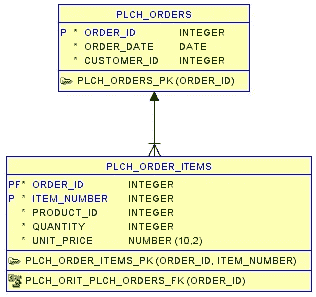 PLCH_ORDERS
P * ORDER_ID INTEGER
* ORDER_DATE DATE
* CUSTOMER_ID INTEGER
PLCH_ORDERS_PK (ORDER_ID)
PLCH_ORDER_ITEMS
PF* ORDER_ID INTEGER
P * ITEM_NUMBER INTEGER
* PRODUCT_ID INTEGER
* QUANTITY INTEGER
* UNIT_PRICE NUMBER (10,2)
PLCH_ORDER_ITEMS_PK (ORDER_ID, ITEM_NUMBER)
PLCH_ORIT_PLCH_ORDERS_FK (ORDER_ID)